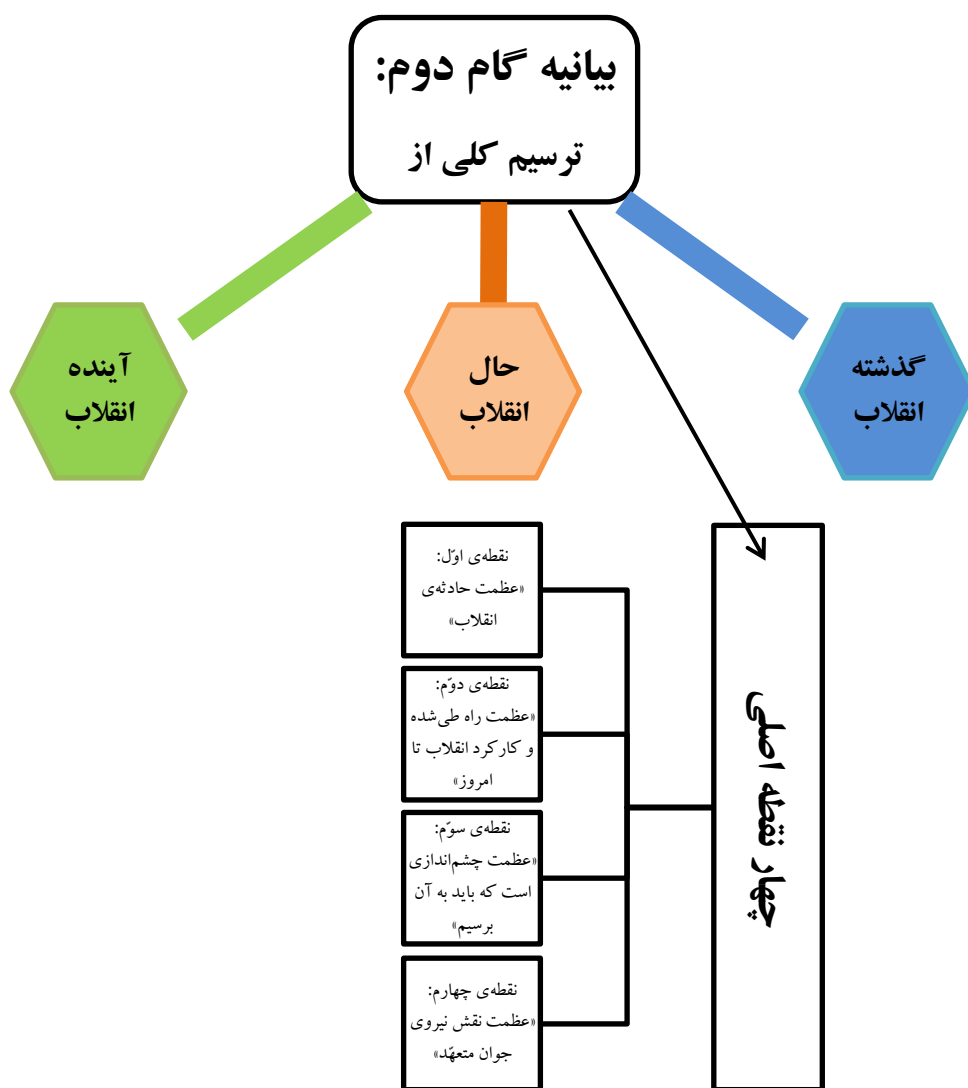 بیانیه گام دوم:
ترسیم کلی از
گذشته
انقلاب
حال
انقلاب
آینده
انقلاب
چهار نقطه اصلی
نقطه‌ی اوّل:
«عظمت حادثه‌ی
انقلاب»
نقطه‌ی دوّم:
«عظمت راه طی‌شده
و کارکرد انقلاب تا
امروز»
نقطه‌ی سوّم:
«عظمت چشم‌اندازی
است که باید به آن
برسیم»
نقطه‌ی چهارم:
«عظمت نقش نیروی
جوان متعهّد»